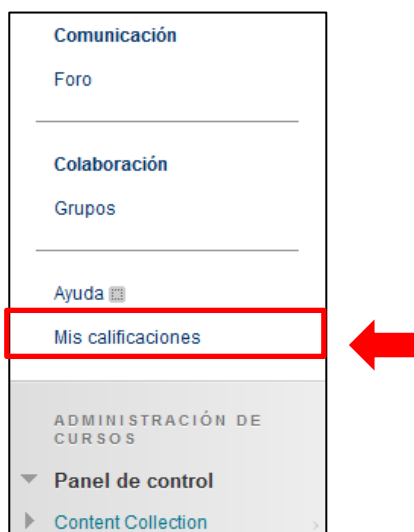 Comunicación
Foro
Colaboración
Grupos
Ayuda
Mis calificaciones
ADMINISTRACIÓN DE
CURSOS
Panel de control
Content Collection